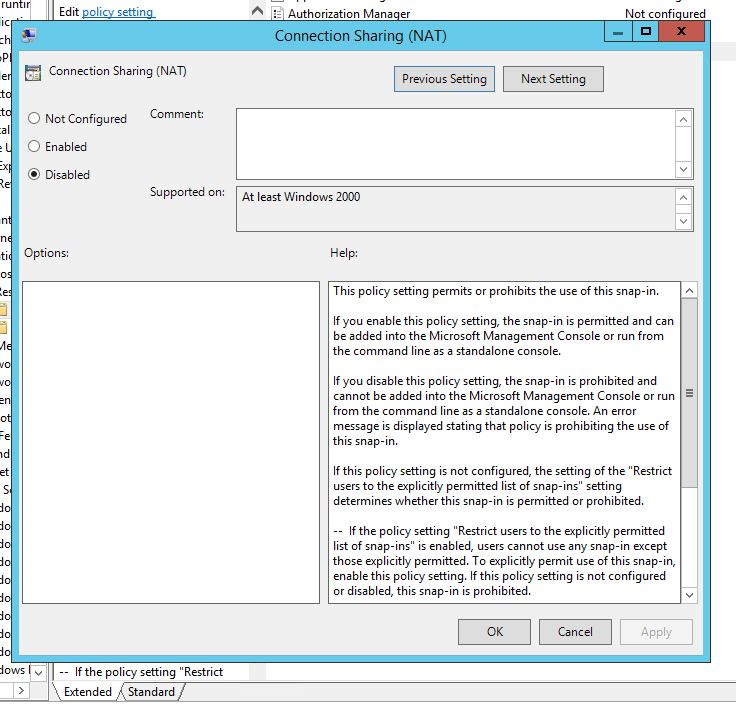 Edit policy setting
Authorization Manager Not configured
Connection Sharing (NAT)
Connection Sharing (NAT)
Previous Setting
Next Setting
Not Configured
Enabled
Disabled
Comment:
Supported on:
At least Windows 2000
Options:
Help:
This policy setting permits or prohibits the use of this snap-in.
If you enable this policy setting, the snap-in is permitted and can
be added into the Microsoft Management Console or run from
the command line as a standalone console.
If you disable this policy setting, the snap-in is prohibited and
cannot be added into the Microsoft Management Console or run
from the command line as a standalone console. An error
message is displayed stating that policy is prohibiting the use of
this snap-in.
If this policy setting is not configured, the setting of the "Restrict
users to the explicitly permitted list of snap-ins" setting
determines whether this snap-in is permitted or prohibited.
-- If the policy setting "Restrict users to the explicitly permitted
list of snap-ins" is enabled, users cannot use any snap-in except
those explicitly permitted. To explicitly permit use of this snap-in,
enable this policy setting. If this policy setting is not configured
or disabled, this snap-in is prohibited.
OK
Cancel
Apply
-- If the policy setting "Restrict
Extended
Standard